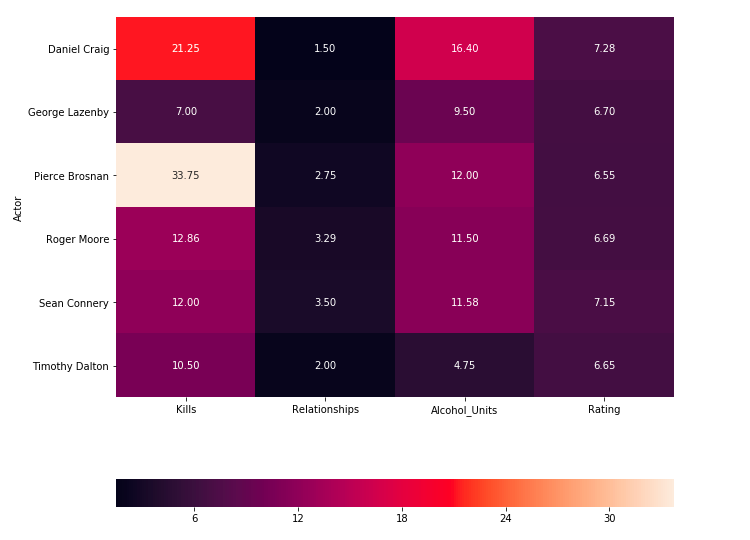 Actor
Daniel Craig 21.25 1.50 16.40 7.28
George Lazenby 7.00 2.00 9.50 6.70
Pierce Brosnan 33.75 2.75 12.00 6.55
Roger Moore 12.86 3.29 11.50 6.69
Sean Connery 12.00 3.50 11.58 7.15
Timothy Dalton 10.50 2.00 4.75 6.65
Kills Relationships Alcohol_Units Rating
6 12 18 24 30